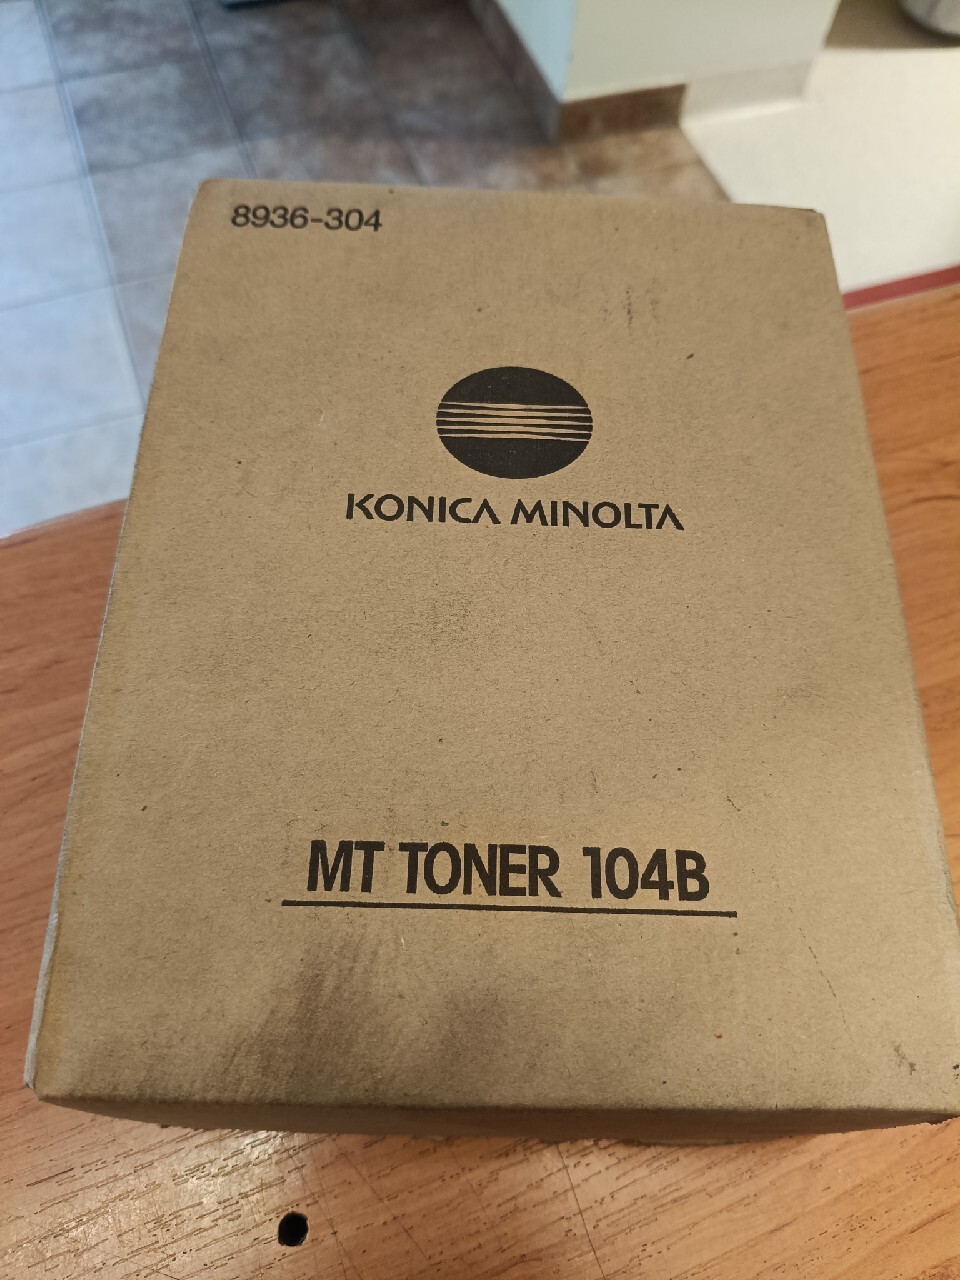 8936-304
KONICA MINOLTA
MT TONER 104B